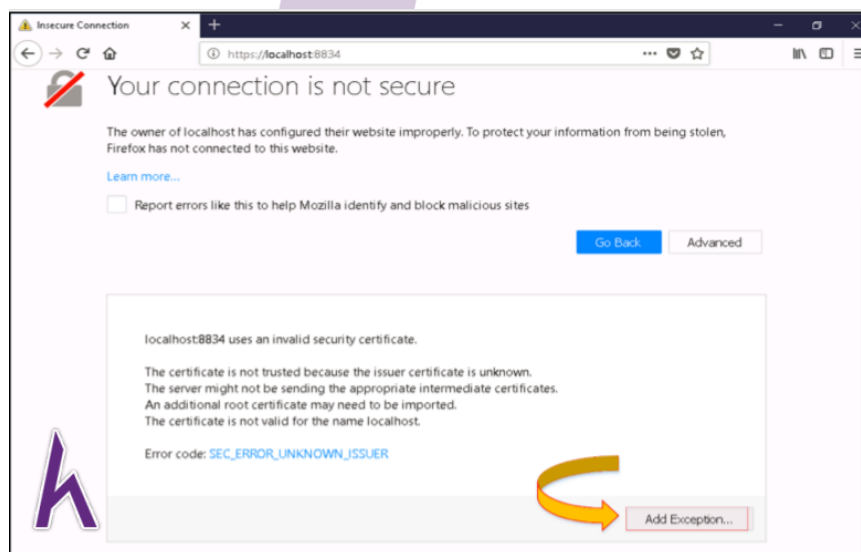 Insecure Connection
https://localhost:8834
Your connection is not secure
The owner of localhost has configured their website improperly. To protect your information from being stolen,
Firefox has not connected to this website.
Learn more...
Report errors like this to help Mozilla identify and block malicious sites
Go Back Advanced
localhost:8834 uses an invalid security certificate.
The certificate is not trusted because the issuer certificate is unknown.
The server might not be sending the appropriate intermediate certificates.
An additional root certificate may need to be imported.
The certificate is not valid for the name localhost.
Error code: SEC_ERROR_UNKNOWN_ISSUER
Add Exception...